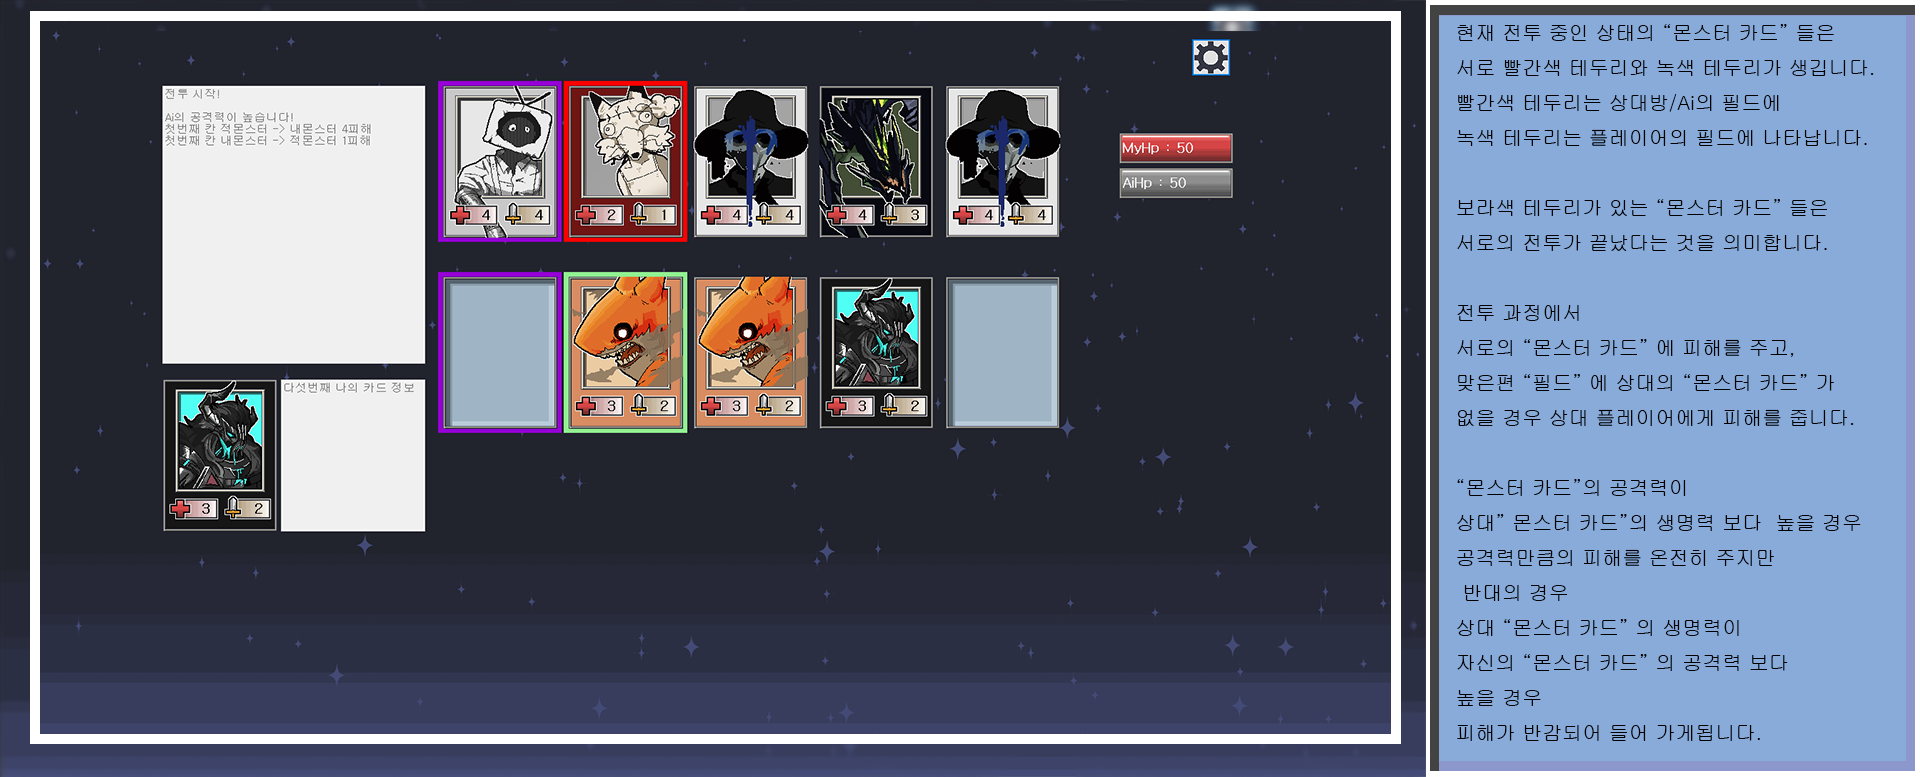 전투 시작!
Ai의 공격력이 높습니다!
첫번째 칸 적몬스터 -> 내몬스터 4피해
첫번째 칸 내몬스터 -> 적몬스터 1피해
4 4
2 1
4 4
4 3
4 4
MyHp : 50
AiHp : 50
3 2
3 2
3 2
다섯번째 나의 카드 정보
3 2
현재 전투 중인 상태의 “몬스터 카드” 들은
서로 빨간색 테두리와 녹색 테두리가 생깁니다.
빨간색 테두리는 상대방/Ai의 필드에
녹색 테두리는 플레이어의 필드에 나타납니다.
보라색 테두리가 있는 “몬스터 카드” 들은
서로의 전투가 끝났다는 것을 의미합니다.
전투 과정에서
서로의 “몬스터 카드” 에 피해를 주고,
맞은편 “필드” 에 상대의 “몬스터 카드” 가
없을 경우 상대 플레이어에게 피해를 줍니다.
“몬스터 카드”의 공격력이
상대” 몬스터 카드”의 생명력 보다  높을 경우
공격력만큼의 피해를 온전히 주지만
반대의 경우
상대 “몬스터 카드” 의 생명력이
자신의 “몬스터 카드” 의 공격력 보다
높을 경우
피해가 반감되어 들어 가게됩니다.